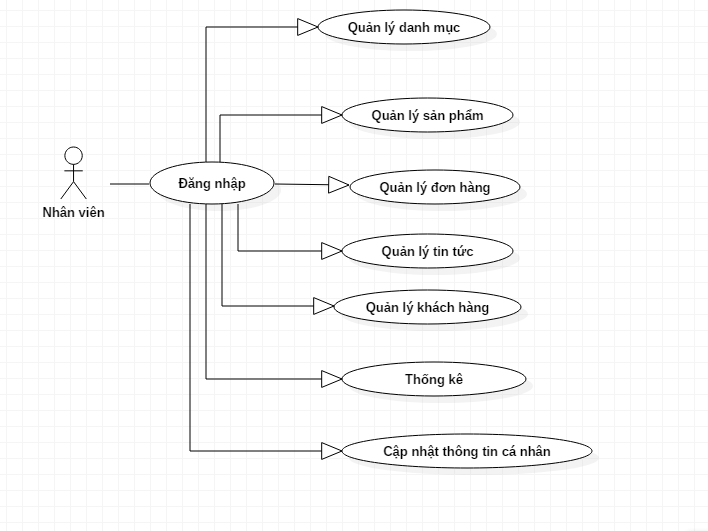 Quản lý danh mục
Quản lý sản phẩm
Đăng nhập
Quản lý đơn hàng
Nhân viên
Quản lý tin tức
Quản lý khách hàng
Thống kê
Cập nhật thông tin cá nhân